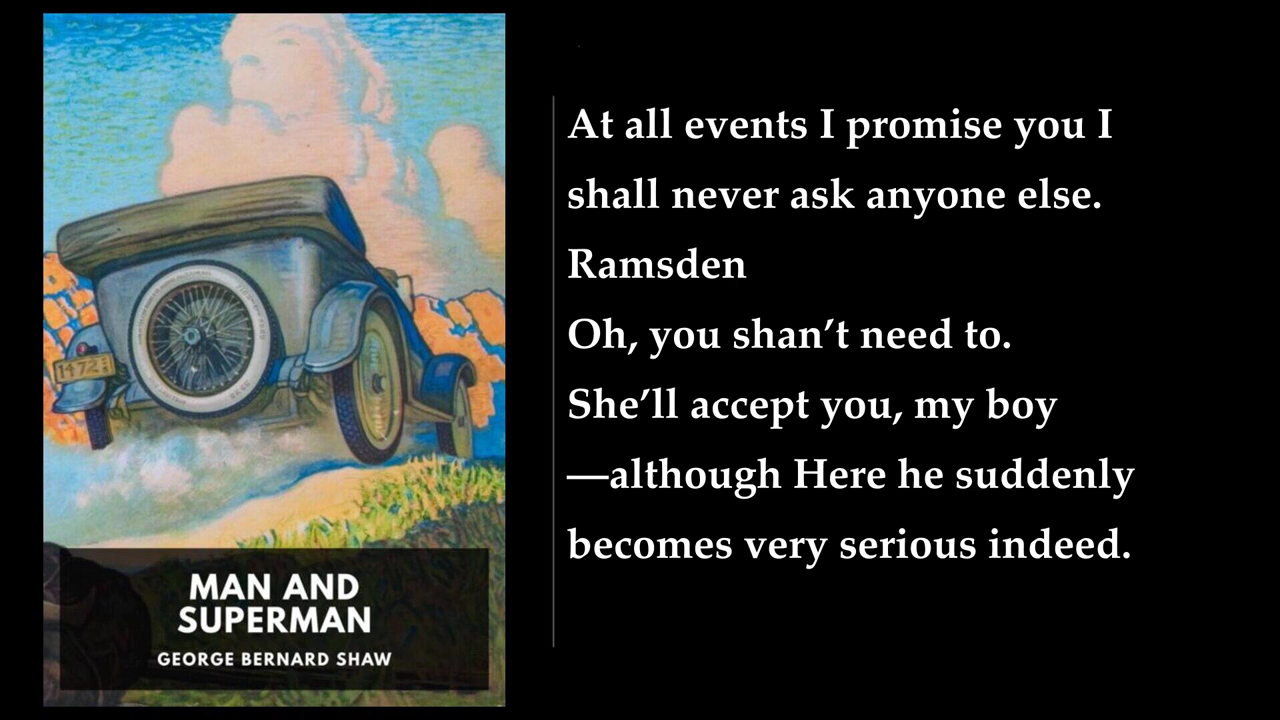 At all events I promise you I
shall never ask anyone else.
Ramsden
Oh, you shan’t need to.
She’ll accept you, my boy
—although Here he suddenly
becomes very serious indeed.
1472
MAN AND
SUPERMAN
GEORGE BERNARD SHAW